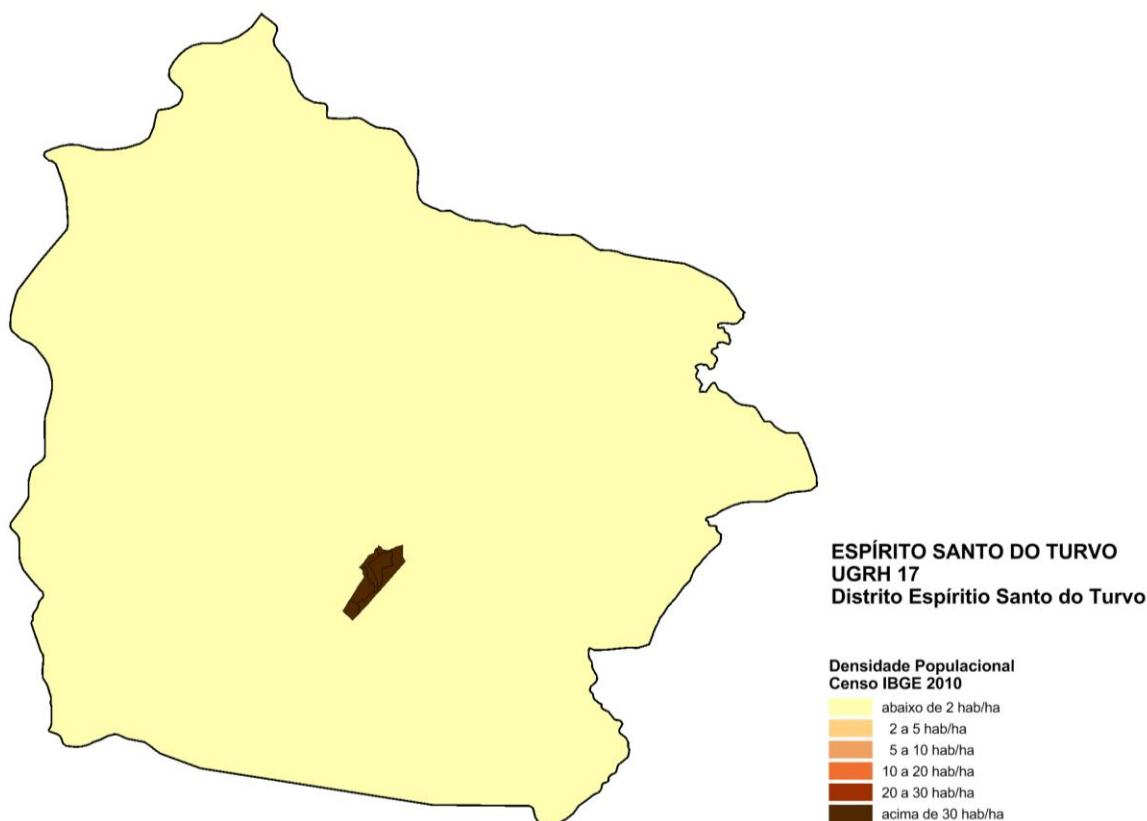 ESPÍRITO SANTO DO TURVO
UGRH 17
Distrito Espíritio Santo do Turvo
Densidade Populacional
Censo IBGE 2010
abaixo de 2 hab/ha
2 a 5 hab/ha
5 a 10 hab/ha
10 a 20 hab/ha
20 a 30 hab/ha
acima de 30 hab/ha